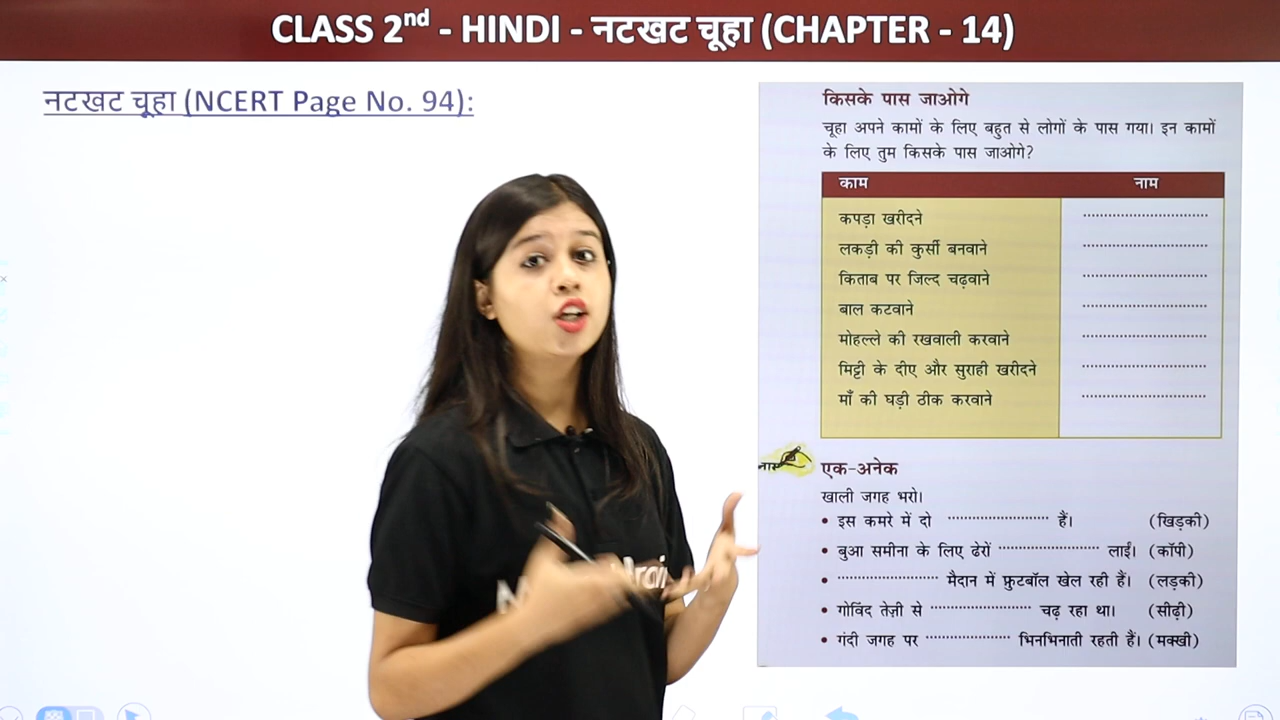 CLASS 2nd - HINDI - नटखट चूहा (CHAPTER - 14)
नटखट चूहा (NCERT Page No. 94):
किसके पास जाओगे
चूहा अपने कामों के लिए बहुत से लोगों के पास गया। इन कामों
के लिए तुम किसके पास जाओगे?
काम नाम
कपड़ा खरीदने ..............................
लकड़ी की कुर्सी बनवाने ..............................
किताब पर जिल्द चढ़वाने ..............................
बाल कटवाने ..............................
मोहल्ले की रखवाली करवाने ..............................
मिट्टी के दीए और सुराही खरीदने ..............................
माँ की घड़ी ठीक करवाने ..............................
एक-अनेक
खाली जगह भरो।
• इस कमरे में दो ........................ हैं। (खिड़की)
• बुआ समीना के लिए ढेरों ........................ लाईं। (कॉपी)
• ........................ मैदान में फ़ुटबॉल खेल रही हैं। (लड़की)
• गोविंद तेज़ी से ........................ चढ़ रहा था। (सीढ़ी)
• गंदी जगह पर .................... भिनभिनाती रहती हैं। (मक्खी)